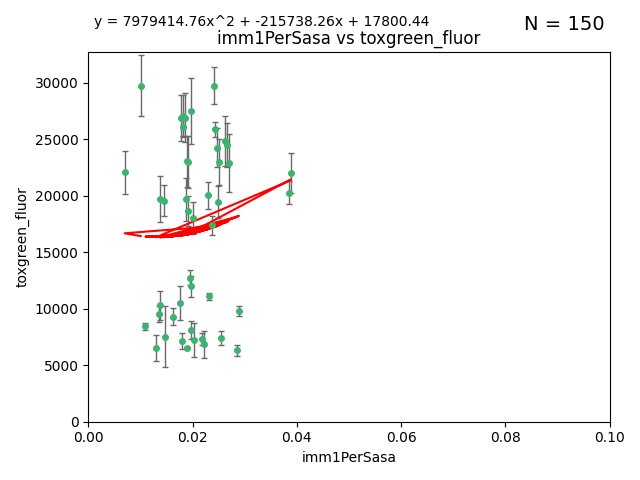 y = 7979414.76x^2 + -215738.26x + 17800.44
N = 150
imm1PerSasa vs toxgreen_fluor
30000
25000
20000
15000
10000
5000
0
toxgreen_fluor
0.00
0.02
0.04
0.06
0.08
0.10
imm1PerSasa